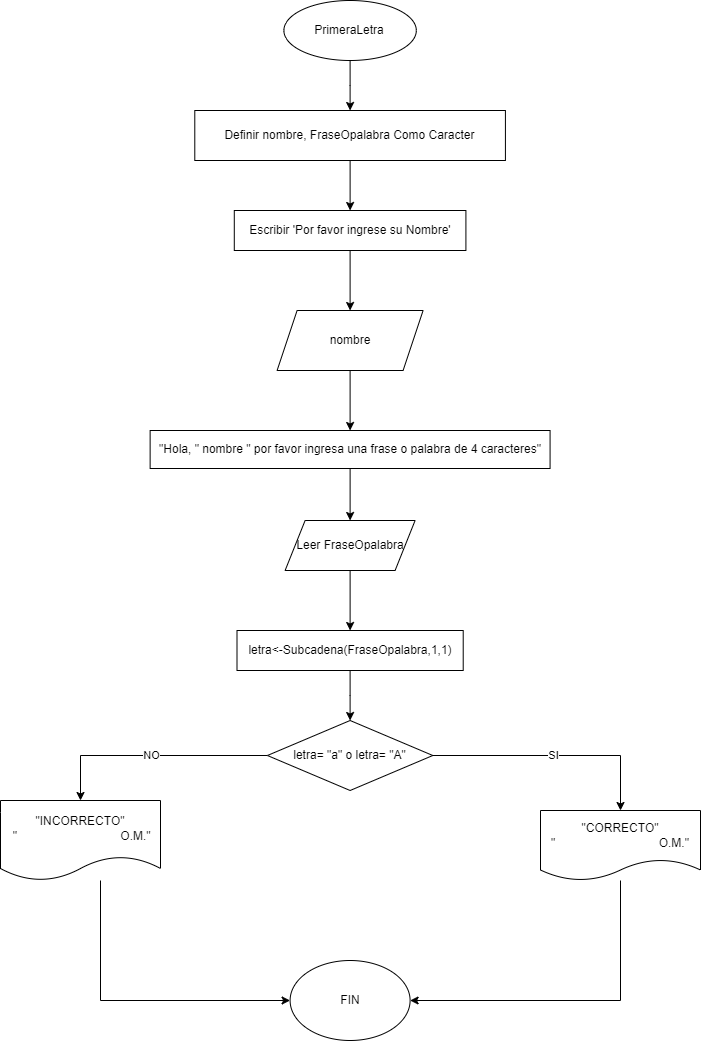 PrimeraLetra
Definir nombre, FraseOpalabra Como Caracter
Escribir 'Por favor ingrese su Nombre'
nombre
"Hola, " nombre " por favor ingresa una frase o palabra de 4 caracteres"
Leer FraseOpalabra
letra<-Subcadena(FraseOpalabra,1,1)
letra= "a" o letra= "A"
NO
SI
"INCORRECTO"
" O.M."
"CORRECTO"
" O.M."
FIN